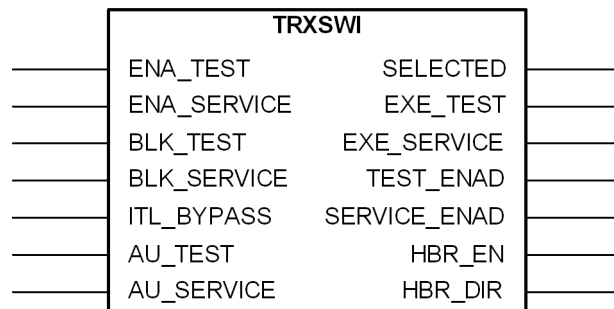 TRXSWI
ENA_TEST SELECTED
ENA_SERVICE EXE_TEST
BLK_TEST EXE_SERVICE
BLK_SERVICE TEST_ENAD
ITL_BYPASS SERVICE_ENAD
AU_TEST HBR_EN
AU_SERVICE HBR_DIR